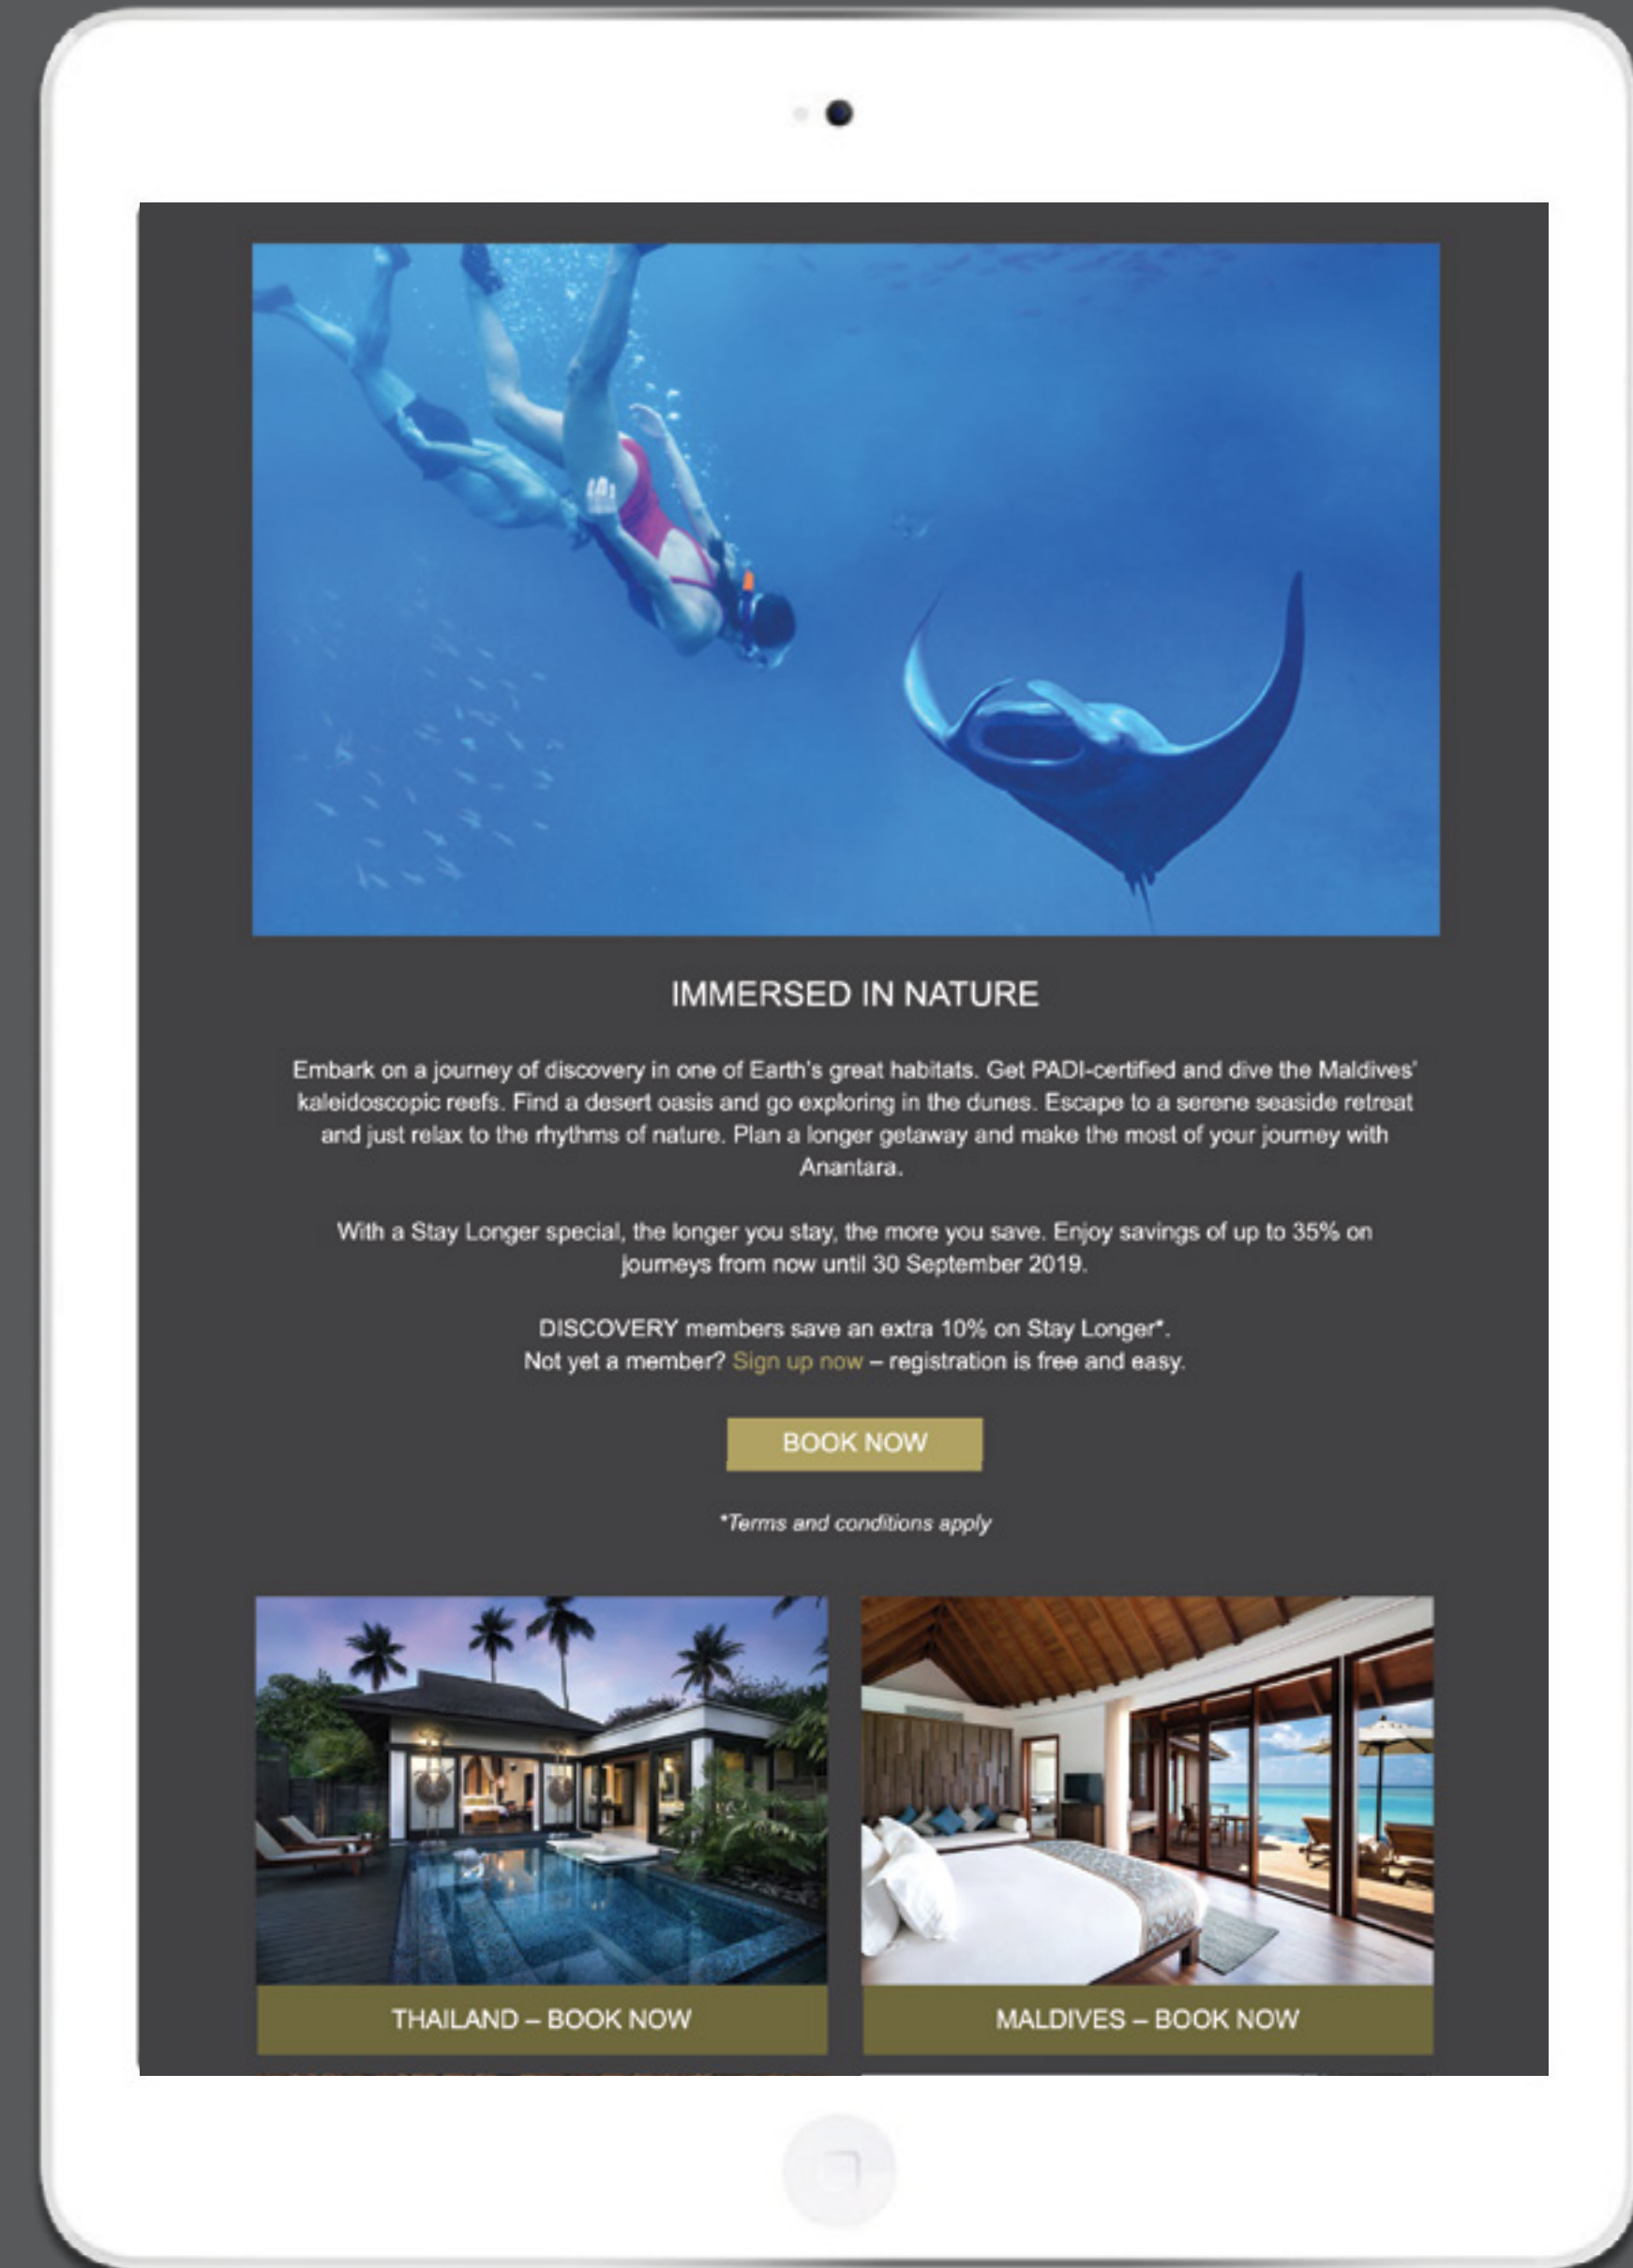 IMMERSED IN NATURE
Embark on a journey of discovery in one of Earth's great habitats. Get PADI-certified and dive the Maldives'
kaleidoscopic reefs. Find a desert oasis and go exploring in the dunes. Escape to a serene seaside retreat
and just relax to the rhythms of nature. Plan a longer getaway and make the most of your journey with
Anantara.
With a Stay Longer special, the longer you stay, the more you save. Enjoy savings of up to 35% on
journeys from now until 30 September 2019.
DISCOVERY members save an extra 10% on Stay Longer*.
Not yet a member? Sign up now – registration is free and easy.
BOOK NOW
*Terms and conditions apply
THAILAND – BOOK NOW
MALDIVES – BOOK NOW